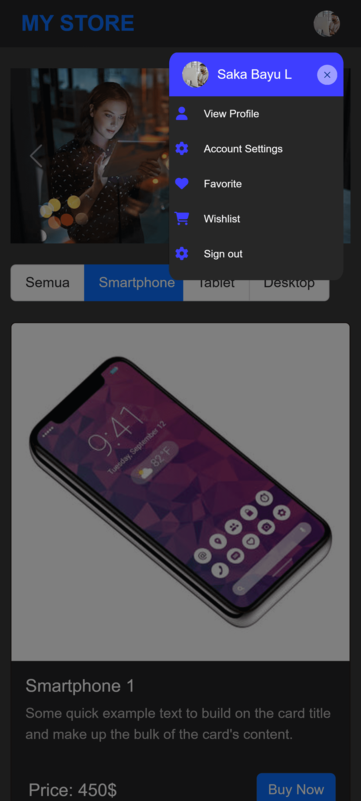 MY STORE
Saka Bayu L
View Profile
Account Settings
Favorite
Wishlist
Sign out
Semua Smartphone Tablet Desktop
9:41
Tuesday, September 12
82°F
Smartphone 1
Some quick example text to build on the card title
and make up the bulk of the card's content.
Price: 450$ Buy Now